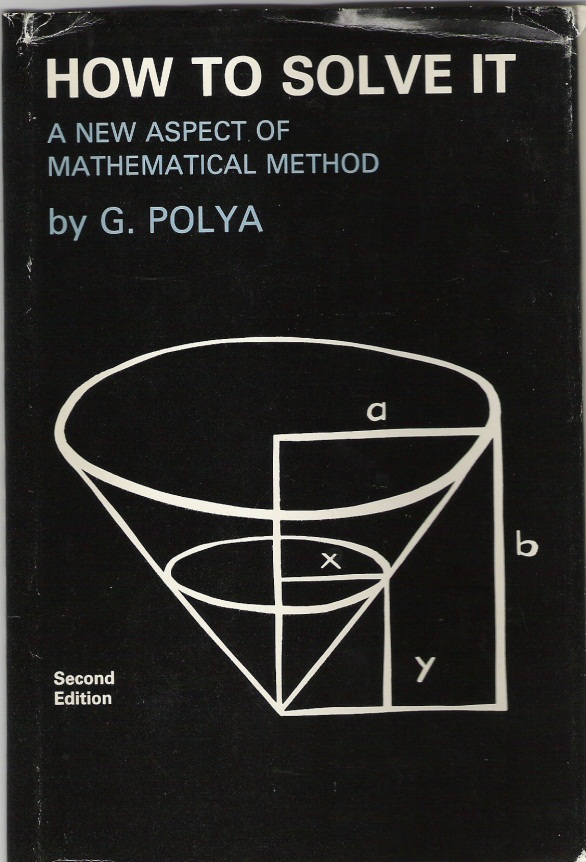 HOW TO SOLVE IT
A NEW ASPECT OF
MATHEMATICAL METHOD
by G. POLYA
a
b
x
y
Second
Edition